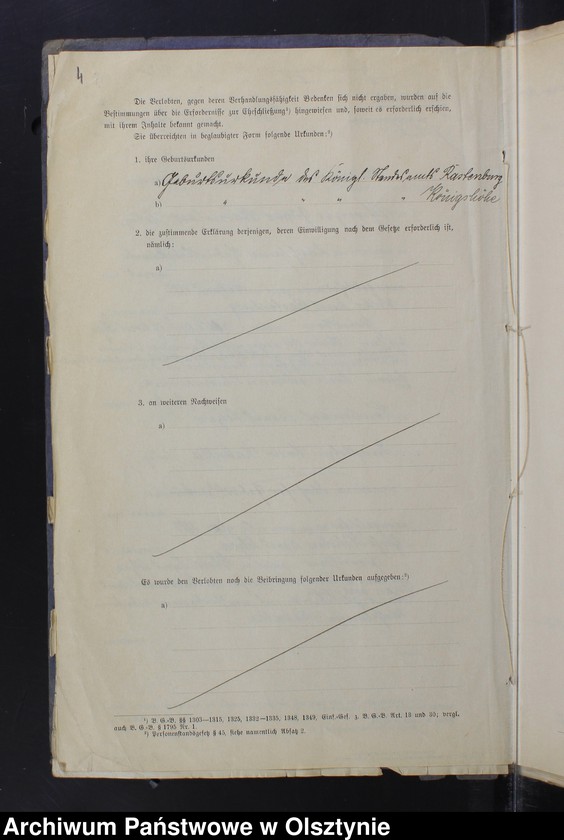 4
Die Verlobten, gegen deren Verhandlungsfähigkeit Bedenken sich nicht ergaben, wurden auf die
Bestimmungen über die Erfordernisse zur Eheschließung¹) hingewiesen und, soweit es erforderlich erschien,
mit ihrem Inhalte bekannt gemacht.
Sie überreichten in beglaubigter Form folgende Urkunden:²)
1. ihre Geburtsurkunden
a) Geburtsurkunde des Königl. Standesamts Rastenburg
b) " " " " Königshöhe
2. die zustimmende Erklärung derjenigen, deren Einwilligung nach dem Gesetze erforderlich ist,
nämlich:
a)
3. an weiteren Nachweisen
a)
Es wurde den Verlobten noch die Beibringung folgender Urkunden aufgegeben:²)
a)
¹) B. G.-B. §§ 1303—1315, 1325, 1332—1335, 1348, 1349, Einf.-Ges. z. B. G.-B. Art. 13 und 30; vergl.
auch B. G.-B. § 1795 Nr. 1.
²) Personenstandsgesetz § 45, siehe namentlich Absatz 2.
Archiwum Państwowe w Olsztynie